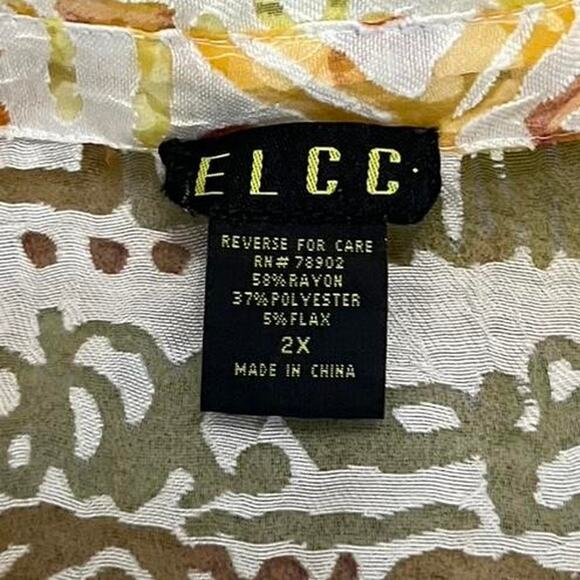 ELCC.
REVERSE FOR CARE
RN# 78902
58%RAYON
37%POLYESTER
5%FLAX
2X
MADE IN CHINA